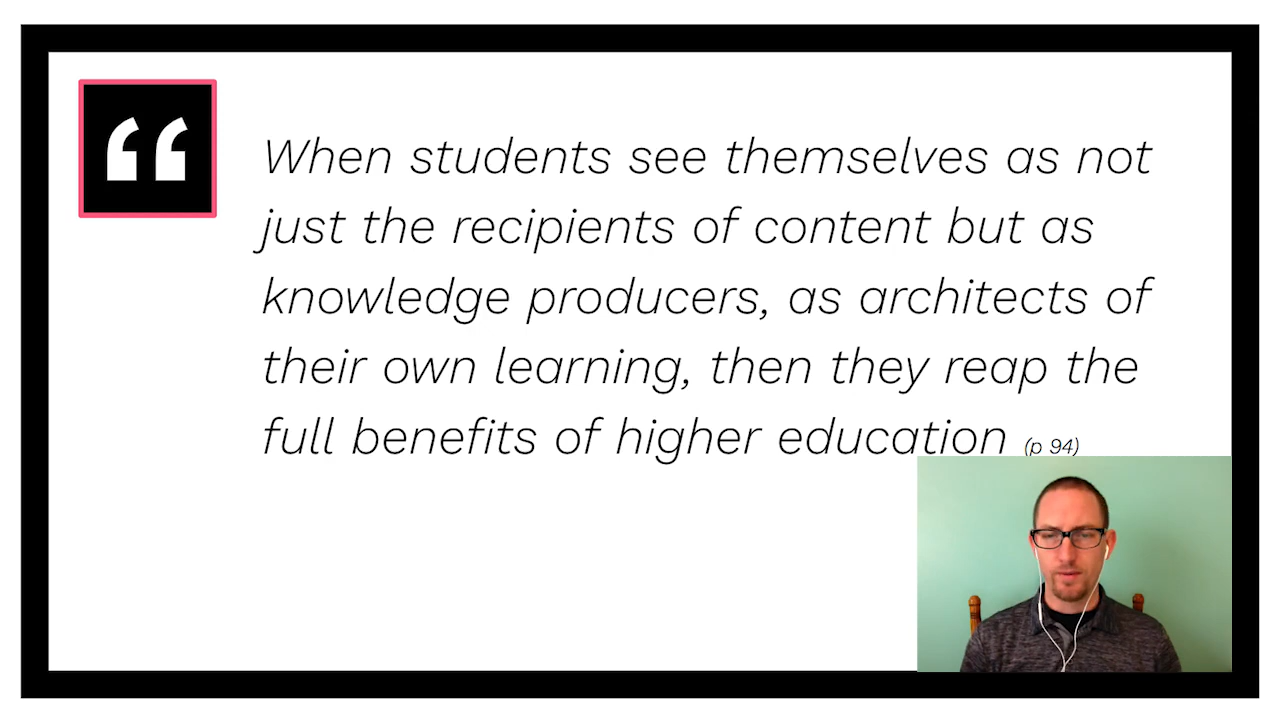 “
When students see themselves as not
just the recipients of content but as
knowledge producers, as architects of
their own learning, then they reap the
full benefits of higher education (p 94)